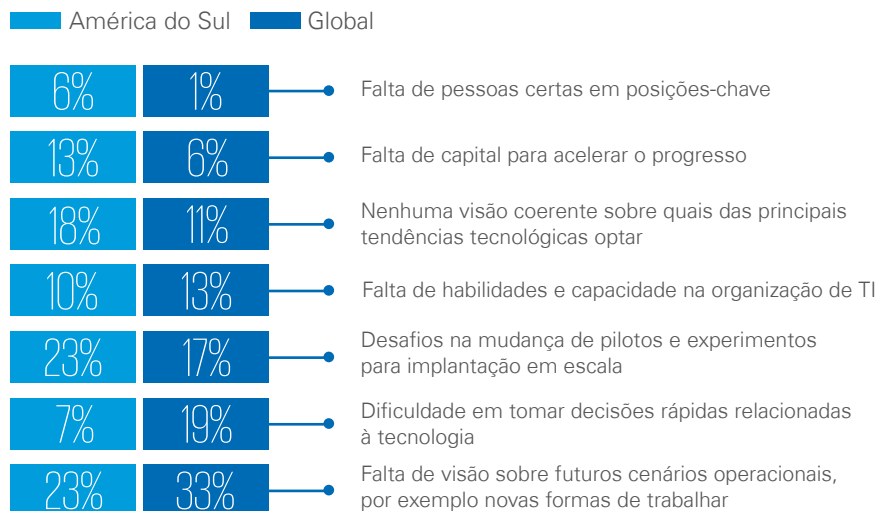 América do Sul Global
6% 1% Falta de pessoas certas em posições-chave
13% 6% Falta de capital para acelerar o progresso
18% 11% Nenhuma visão coerente sobre quais das principais
tendências tecnológicas optar
10% 13% Falta de habilidades e capacidade na organização de TI
23% 17% Desafios na mudança de pilotos e experimentos
para implantação em escala
7% 19% Dificuldade em tomar decisões rápidas relacionadas
à tecnologia
23% 33% Falta de visão sobre futuros cenários operacionais,
por exemplo novas formas de trabalhar